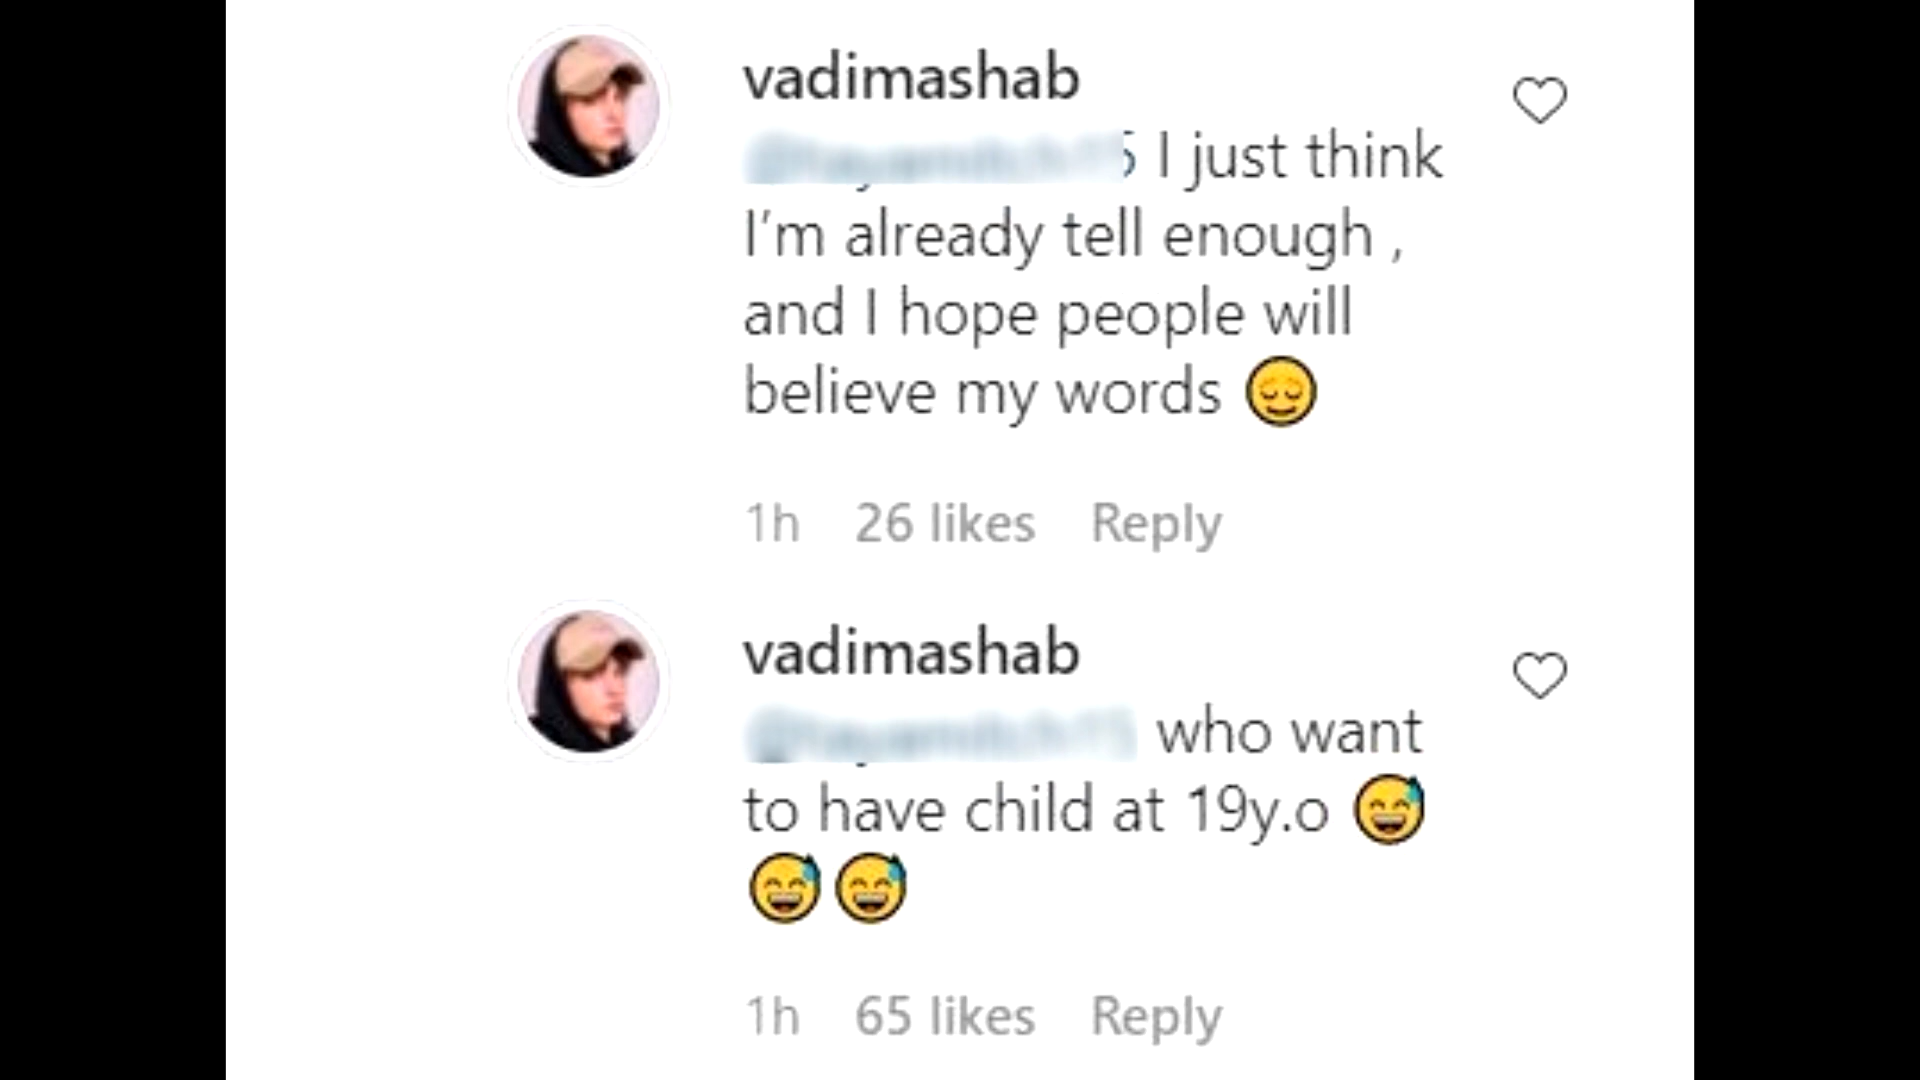 vadimashab
I just think
I'm already tell enough ,
and I hope people will
believe my words 😔
1h 26 likes Reply
vadimashab
who want
to have child at 19y.o 😅
😅😅
1h 65 likes Reply